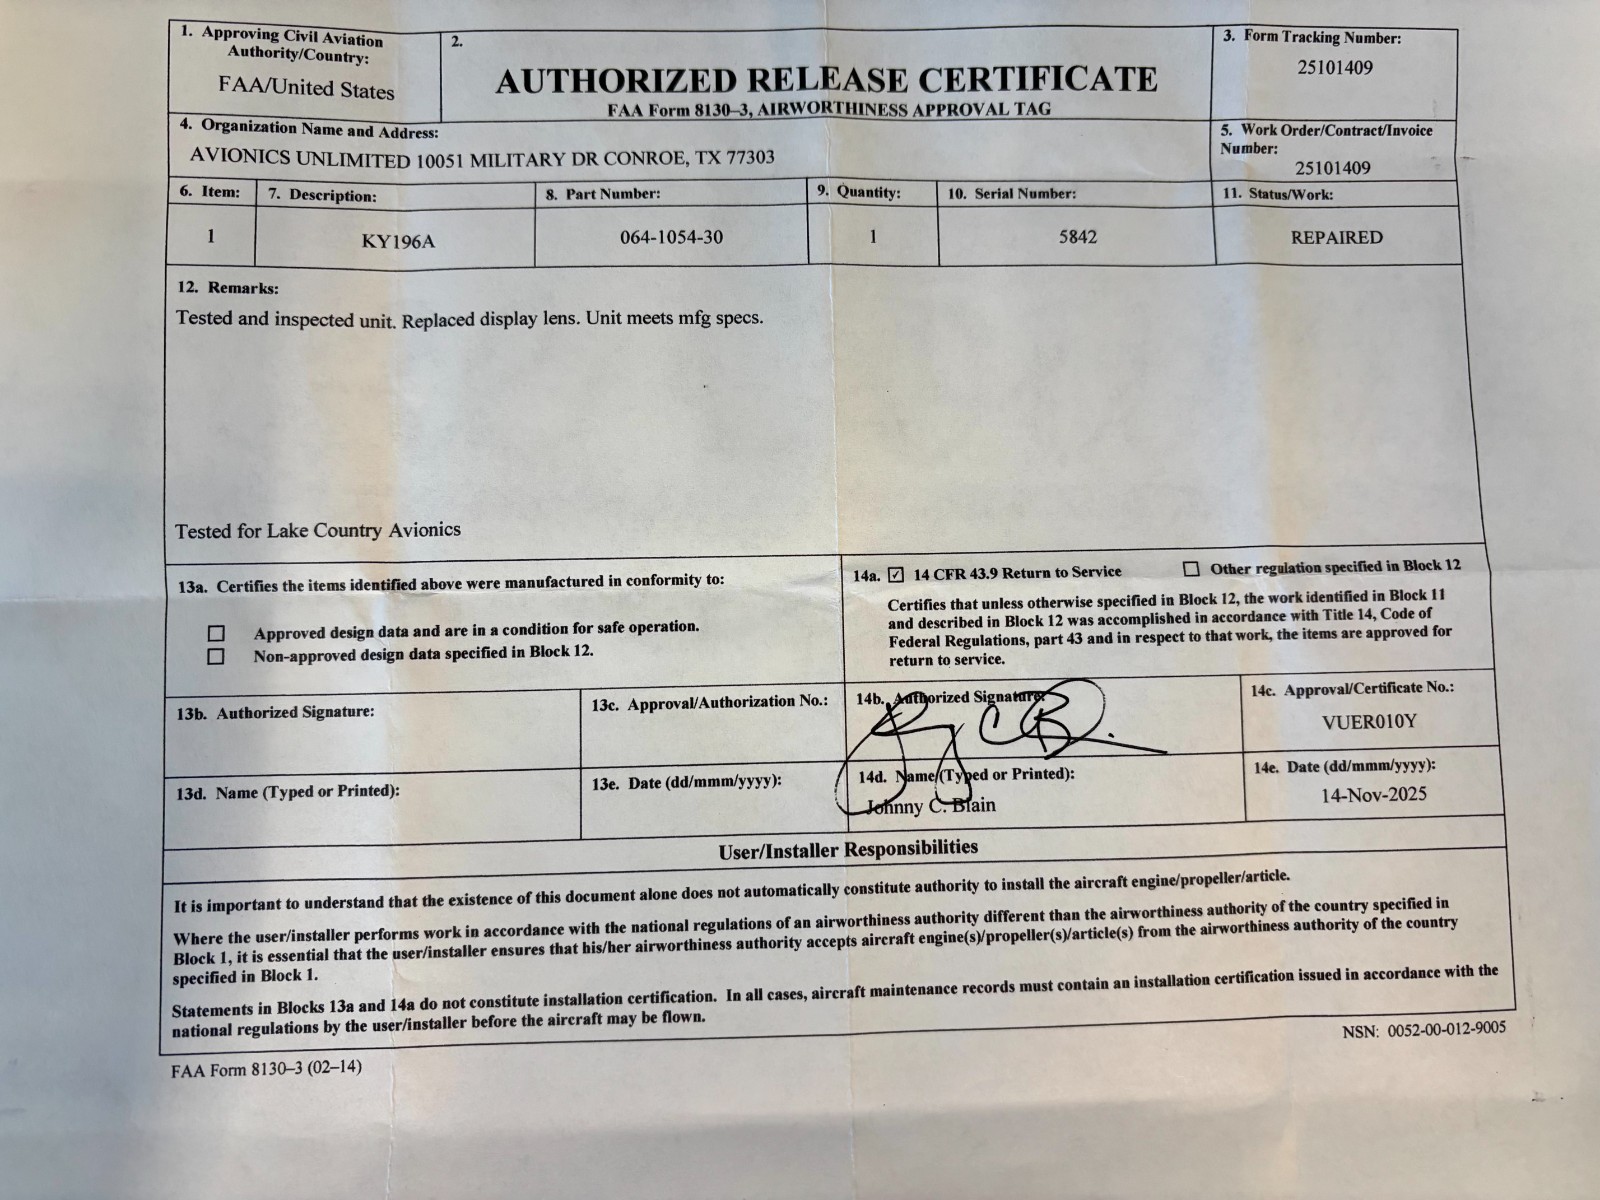 1. Approving Civil Aviation
Authority/Country:
FAA/United States
2.
AUTHORIZED RELEASE CERTIFICATE
FAA Form 8130–3, AIRWORTHINESS APPROVAL TAG
3. Form Tracking Number:
25101409
4. Organization Name and Address:
AVIONICS UNLIMITED 10051 MILITARY DR CONROE, TX 77303
5. Work Order/Contract/Invoice
Number:
25101409
6. Item: 7. Description: 8. Part Number: 9. Quantity: 10. Serial Number: 11. Status/Work:
1 KY196A 064-1054-30 1 5842 REPAIRED
12. Remarks:
Tested and inspected unit. Replaced display lens. Unit meets mfg specs.
Tested for Lake Country Avionics
13a. Certifies the items identified above were manufactured in conformity to:
☐ Approved design data and are in a condition for safe operation.
☐ Non-approved design data specified in Block 12.
14a. ☑ 14 CFR 43.9 Return to Service ☐ Other regulation specified in Block 12
Certifies that unless otherwise specified in Block 12, the work identified in Block 11
and described in Block 12 was accomplished in accordance with Title 14, Code of
Federal Regulations, part 43 and in respect to that work, the items are approved for
return to service.
13b. Authorized Signature:
13c. Approval/Authorization No.:
14b. Authorized Signature:
14c. Approval/Certificate No.:
VUER010Y
13d. Name (Typed or Printed):
13e. Date (dd/mmm/yyyy):
14d. Name (Typed or Printed):
Johnny C. Blain
14e. Date (dd/mmm/yyyy):
14-Nov-2025
User/Installer Responsibilities
It is important to understand that the existence of this document alone does not automatically constitute authority to install the aircraft engine/propeller/article.
Where the user/installer performs work in accordance with the national regulations of an airworthiness authority different than the airworthiness authority of the country specified in
Block 1, it is essential that the user/installer ensures that his/her airworthiness authority accepts aircraft engine(s)/propeller(s)/article(s) from the airworthiness authority of the country
specified in Block 1.
Statements in Blocks 13a and 14a do not constitute installation certification. In all cases, aircraft maintenance records must contain an installation certification issued in accordance with the
national regulations by the user/installer before the aircraft may be flown.
FAA Form 8130–3 (02–14)
NSN: 0052-00-012-9005